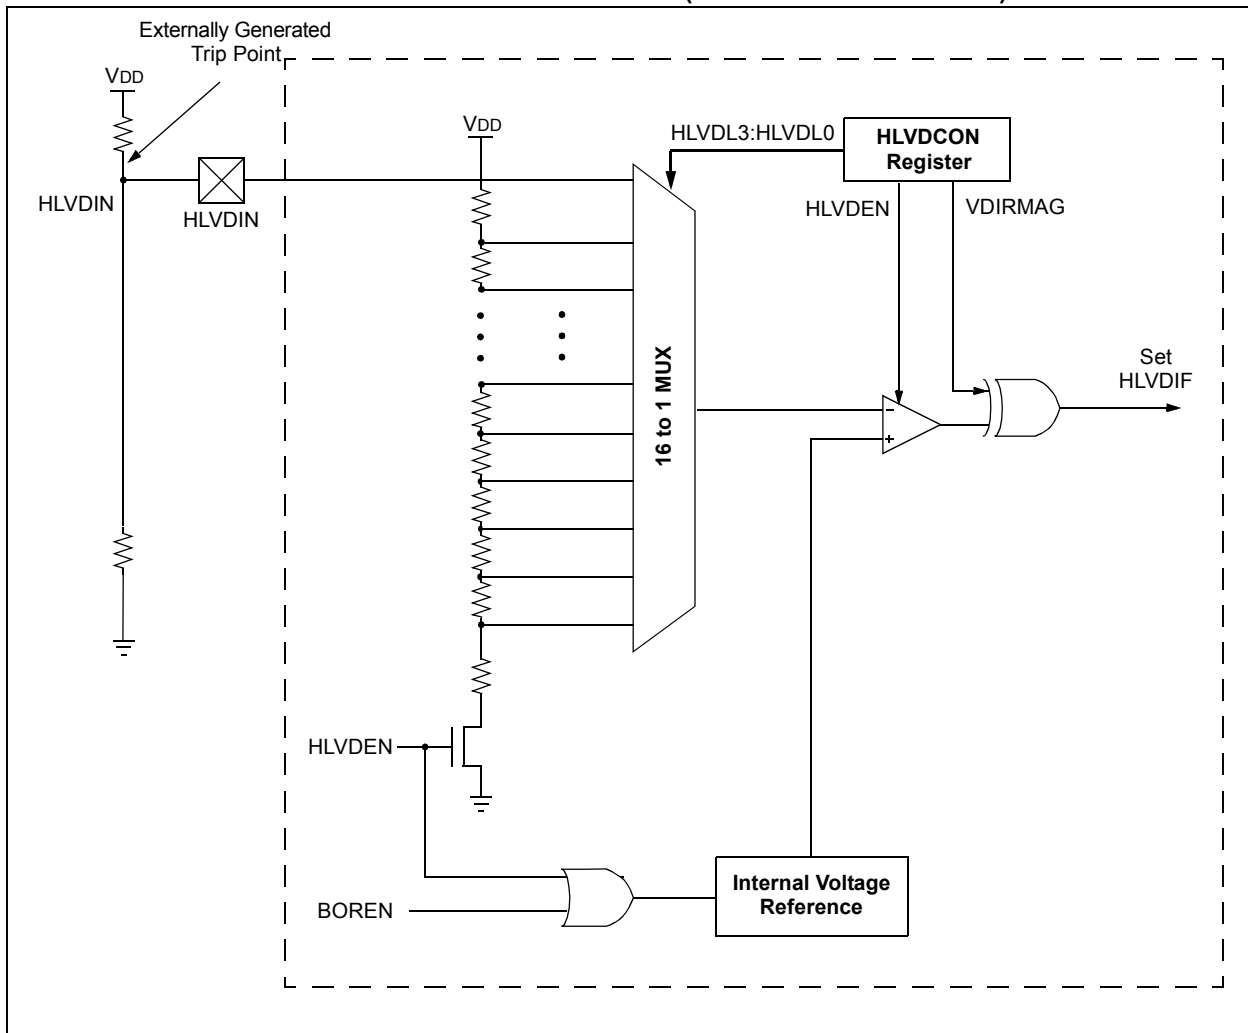 Externally Generated
Trip Point
VDD
HLVDIN
HLVDIN
VDD
HLVDL3:HLVDL0
HLVDCON
Register
HLVDEN
VDIRMAG
16 to 1 MUX
-
+
Set
HLVDIF
HLVDEN
BOREN
Internal Voltage
Reference